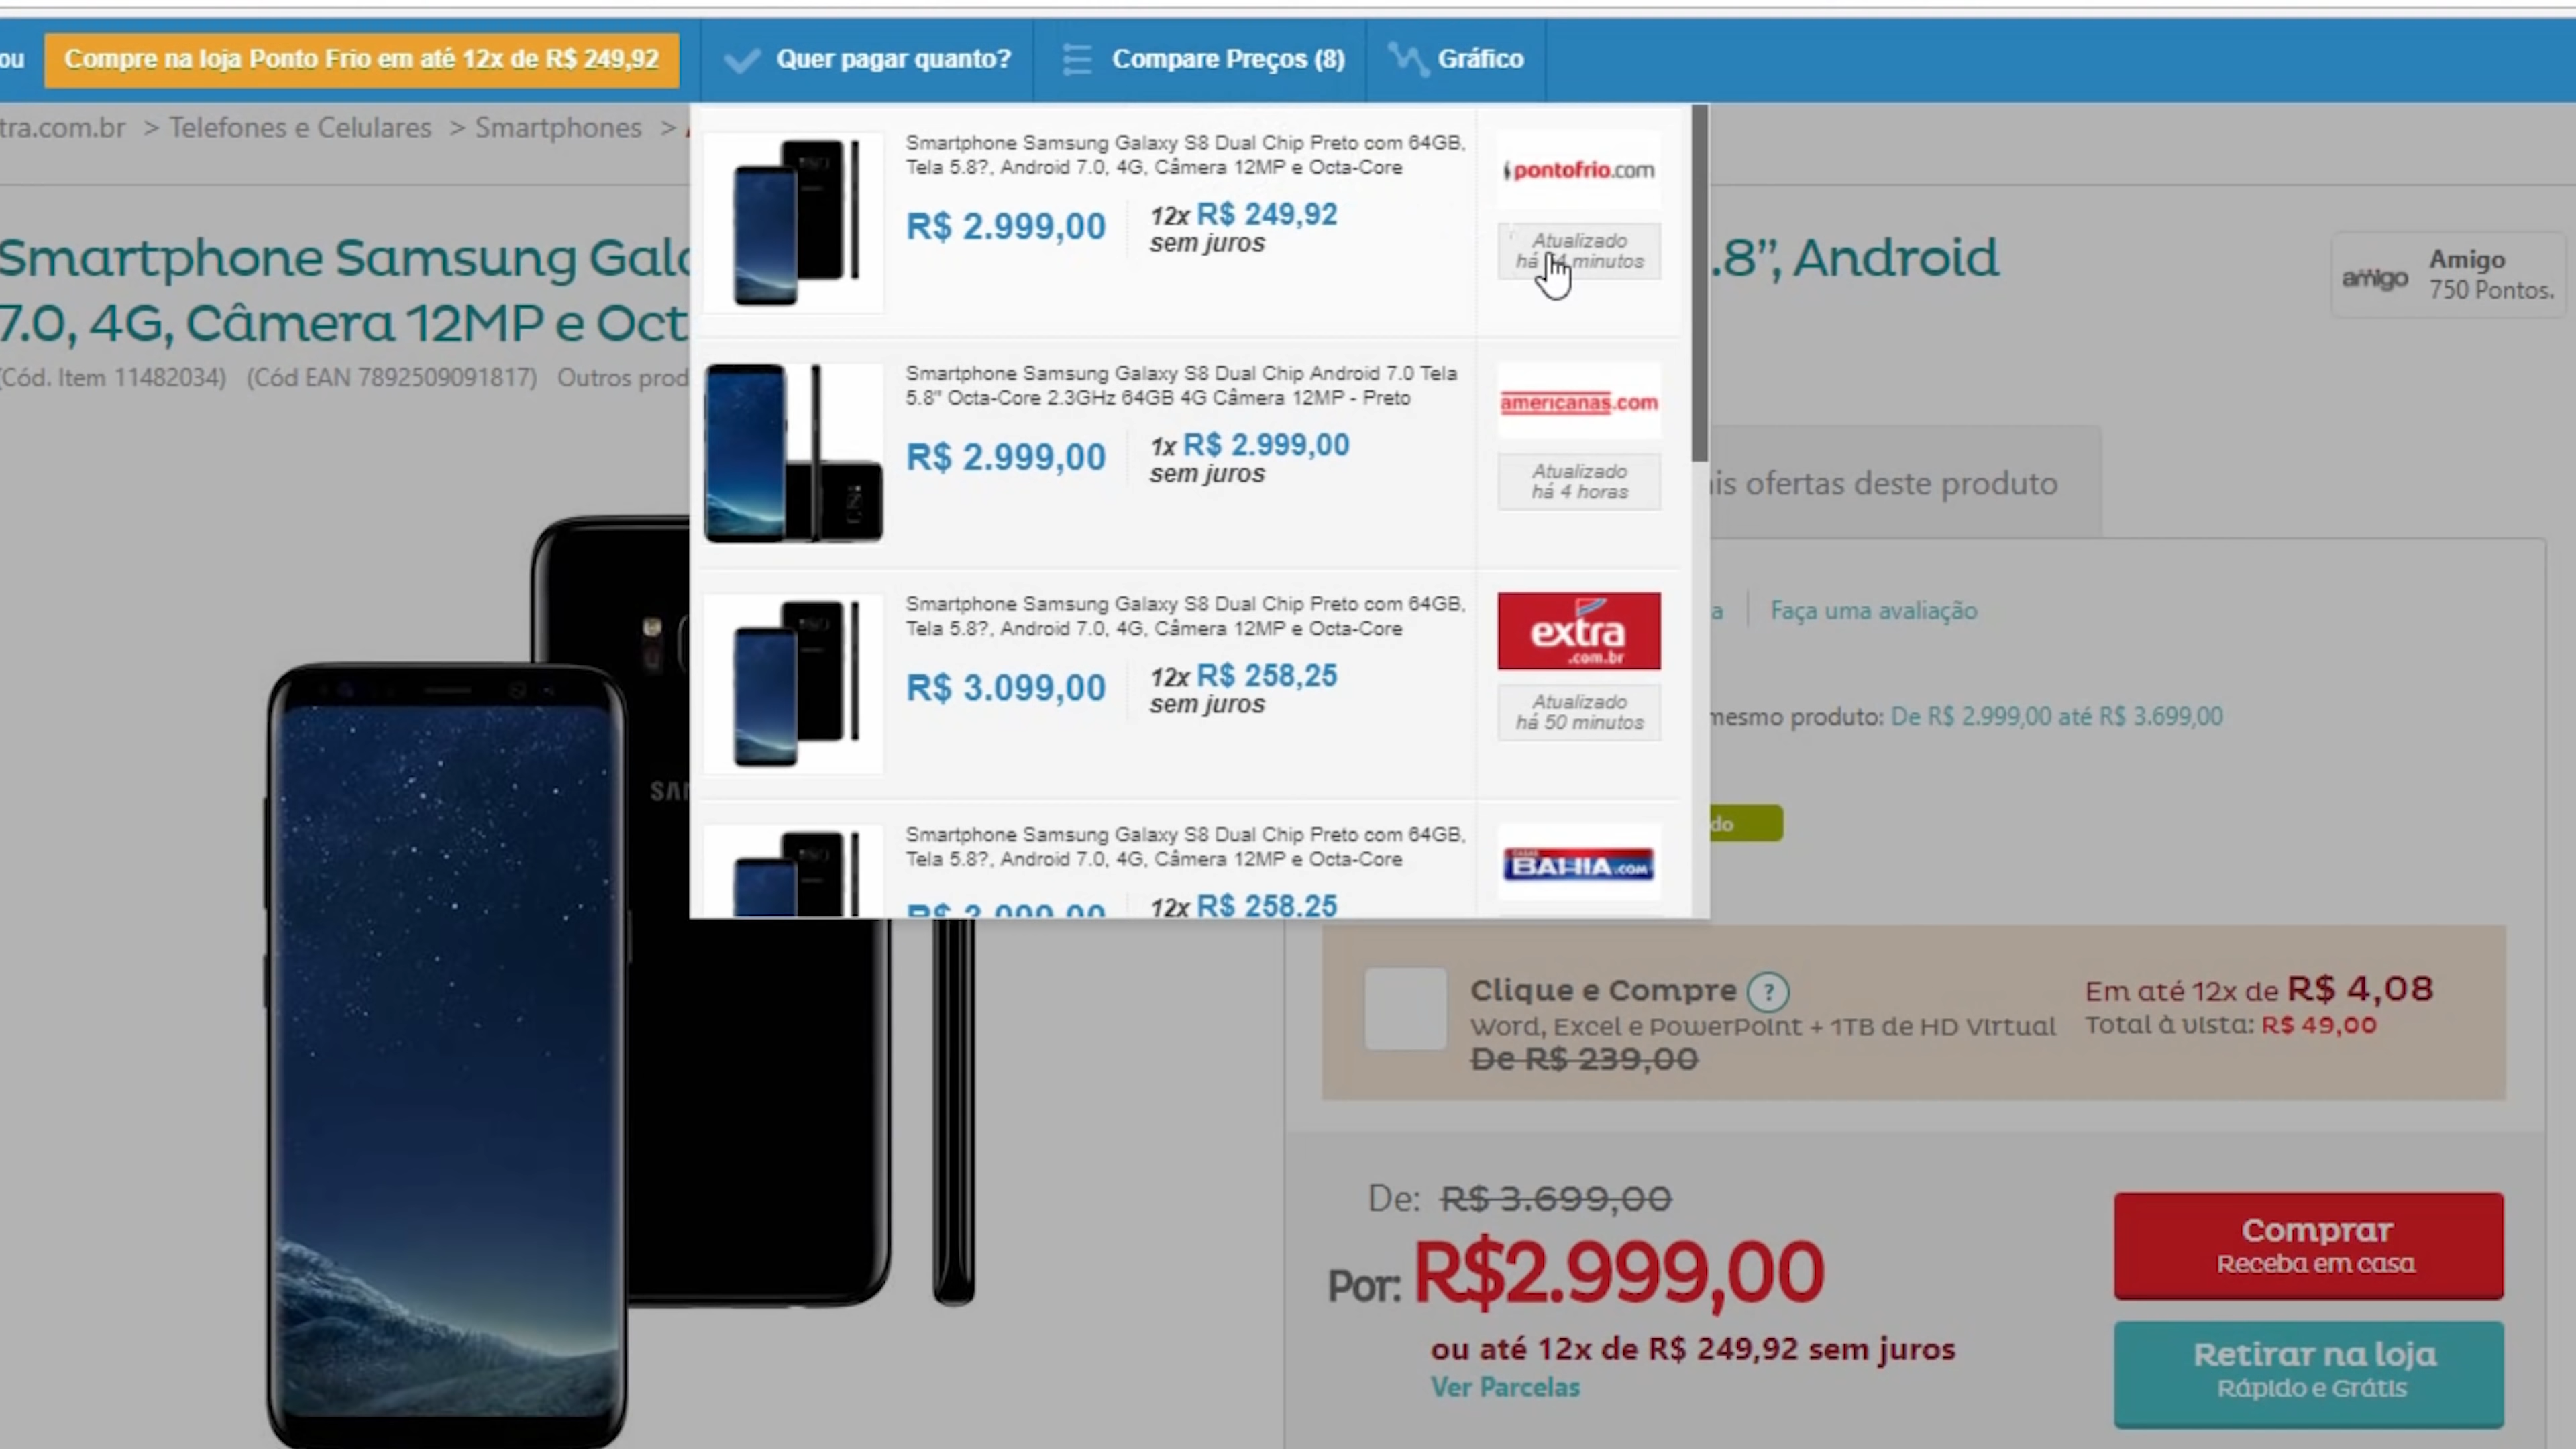 ou
Compre na loja Ponto Frio em até 12x de R$ 249,92
Quer pagar quanto?
Compare Preços (8)
Gráfico
tra.com.br > Telefones e Celulares > Smartphones >
Smartphone Samsung Gal
.8”, Android
7.0, 4G, Câmera 12MP e Oct
(Cód. Item 11482034) (Cód EAN 7892509091817) Outros prod
amigo
Amigo
750 Pontos.
Smartphone Samsung Galaxy S8 Dual Chip Preto com 64GB,
Tela 5.8?, Android 7.0, 4G, Câmera 12MP e Octa-Core
R$ 2.999,00
12x R$ 249,92
sem juros
pontofrio.com
Atualizado
há minutos
Smartphone Samsung Galaxy S8 Dual Chip Android 7.0 Tela
5.8" Octa-Core 2.3GHz 64GB 4G Câmera 12MP - Preto
R$ 2.999,00
1x R$ 2.999,00
sem juros
americanas.com
Atualizado
há 4 horas
Smartphone Samsung Galaxy S8 Dual Chip Preto com 64GB,
Tela 5.8?, Android 7.0, 4G, Câmera 12MP e Octa-Core
R$ 3.099,00
12x R$ 258,25
sem juros
extra
.com.br
Atualizado
há 50 minutos
Smartphone Samsung Galaxy S8 Dual Chip Preto com 64GB,
Tela 5.8?, Android 7.0, 4G, Câmera 12MP e Octa-Core
12x R$ 258,25
CASAS
BAHIA.COM
is ofertas deste produto
a
Faça uma avaliação
mesmo produto: De R$ 2.999,00 até R$ 3.699,00
do
SAM
Clique e Compre ?
Word, Excel e PowerPoint + 1TB de HD Virtual
De R$ 239,00
Em até 12x de R$ 4,08
Total à vista: R$ 49,00
De: R$ 3.699,00
Por: R$2.999,00
ou até 12x de R$ 249,92 sem juros
Ver Parcelas
Comprar
Receba em casa
Retirar na loja
Rápido e Grátis